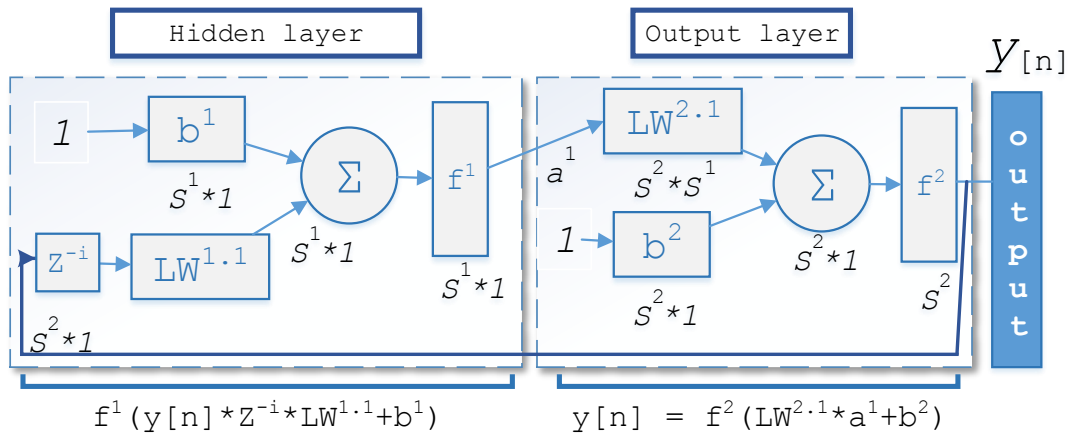 Hidden layer
Output layer
y[n]
1
b¹
S¹*1
Σ
S¹*1
f¹
S¹*1
Z⁻ⁱ
S²*1
LW¹·¹
a¹
LW²·¹
S²*S¹
1
b²
S²*1
Σ
S²*1
f²
S²
output
f¹(y[n]*Z⁻ⁱ*LW¹·¹+b¹)
y[n] = f²(LW²·¹*a¹+b²)